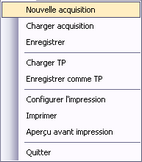 Nouvelle acquisition
Charger acquisition
Enregistrer
Charger TP
Enregistrer comme TP
Configurer l'impression
Imprimer
Aperçu avant impression
Quitter